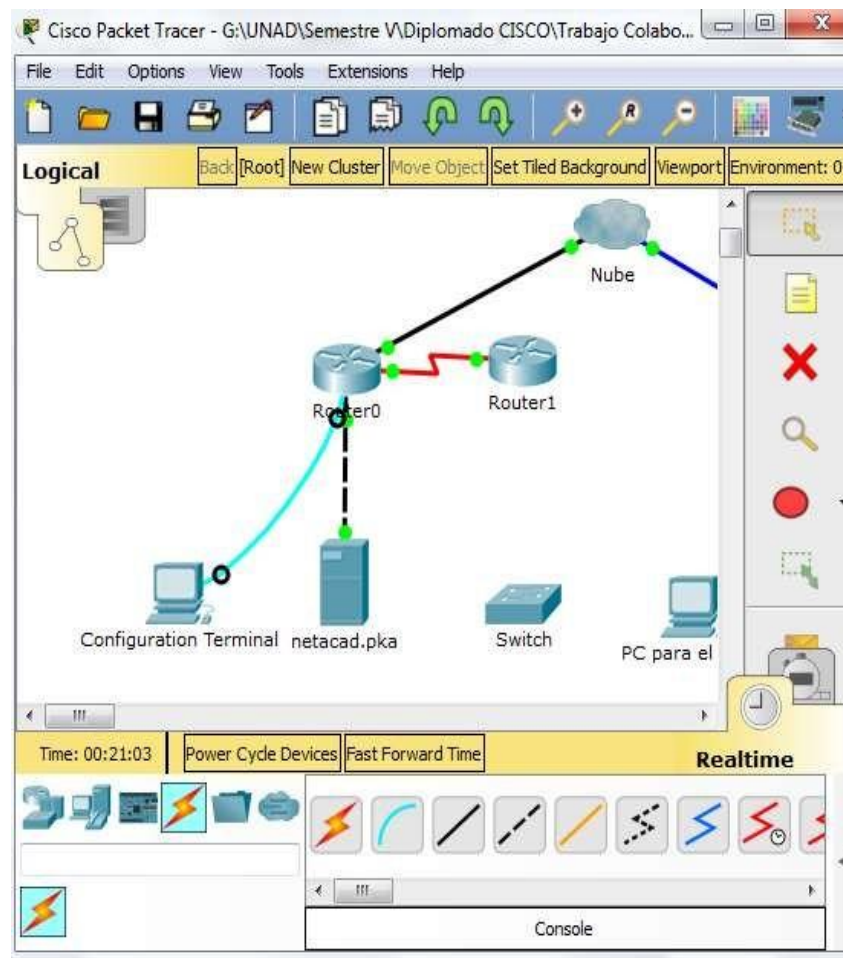 Cisco Packet Tracer - G:\UNAD\Semestre V\Diplomado CISCO\Trabajo Colabo...
File Edit Options View Tools Extensions Help
R
Logical Back [Root] New Cluster Move Object Set Tiled Background Viewport Environment: 0
Nube
Router0
Router1
Configuration Terminal
netacad.pka
Switch
PC para el
Time: 00:21:03 Power Cycle Devices Fast Forward Time Realtime
Console